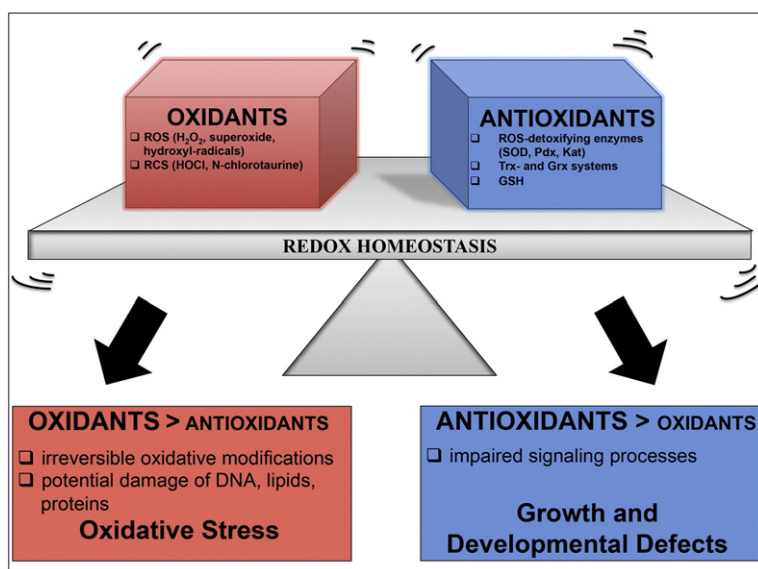 OXIDANTS
❑ ROS (H₂O₂, superoxide,
hydroxyl-radicals)
❑ RCS (HOCl, N-chlorotaurine)
ANTIOXIDANTS
❑ ROS-detoxifying enzymes
(SOD, Pdx, Kat)
❑ Trx- and Grx systems
❑ GSH
REDOX HOMEOSTASIS
OXIDANTS > ANTIOXIDANTS
❑ irreversible oxidative modifications
❑ potential damage of DNA, lipids,
proteins
Oxidative Stress
ANTIOXIDANTS > OXIDANTS
❑ impaired signaling processes
Growth and
Developmental Defects